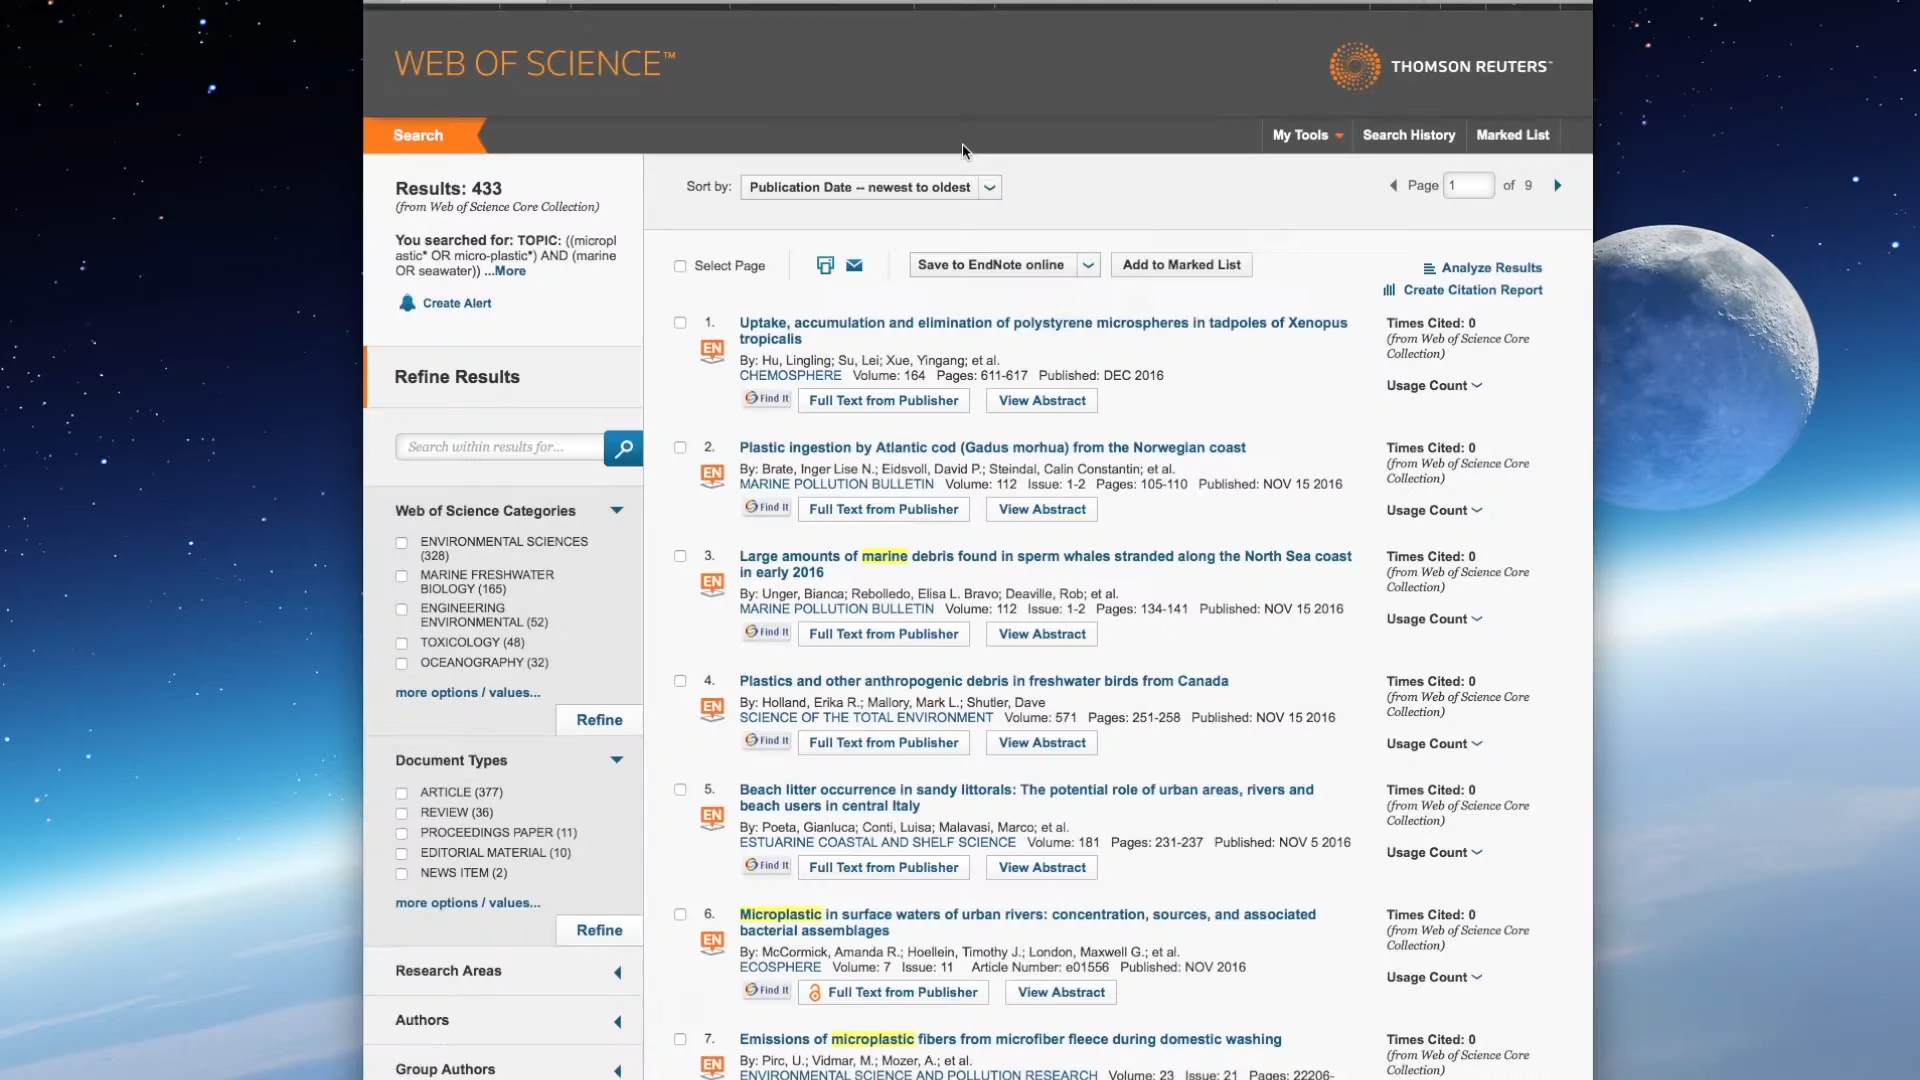 WEB OF SCIENCE™
THOMSON REUTERS™
Search
My Tools
Search History
Marked List
Results: 433
(from Web of Science Core Collection)
You searched for: TOPIC: ((micropl
astic* OR micro-plastic*) AND (marine
OR seawater)) ...More
Create Alert
Refine Results
Search within results for...
Web of Science Categories
ENVIRONMENTAL SCIENCES
(328)
MARINE FRESHWATER
BIOLOGY (165)
ENGINEERING
ENVIRONMENTAL (52)
TOXICOLOGY (48)
OCEANOGRAPHY (32)
more options / values...
Refine
Document Types
ARTICLE (377)
REVIEW (36)
PROCEEDINGS PAPER (11)
EDITORIAL MATERIAL (10)
NEWS ITEM (2)
more options / values...
Refine
Research Areas
Authors
Group Authors
Sort by: Publication Date -- newest to oldest
Page 1 of 9
Select Page
Save to EndNote online
Add to Marked List
Analyze Results
Create Citation Report
1. Uptake, accumulation and elimination of polystyrene microspheres in tadpoles of Xenopus
tropicalis
EN
By: Hu, Lingling; Su, Lei; Xue, Yingang; et al.
CHEMOSPHERE Volume: 164 Pages: 611-617 Published: DEC 2016
Find It Full Text from Publisher View Abstract
Times Cited: 0
(from Web of Science Core
Collection)
Usage Count
2. Plastic ingestion by Atlantic cod (Gadus morhua) from the Norwegian coast
EN
By: Brate, Inger Lise N.; Eidsvoll, David P.; Steindal, Calin Constantin; et al.
MARINE POLLUTION BULLETIN Volume: 112 Issue: 1-2 Pages: 105-110 Published: NOV 15 2016
Find It Full Text from Publisher View Abstract
Times Cited: 0
(from Web of Science Core
Collection)
Usage Count
3. Large amounts of marine debris found in sperm whales stranded along the North Sea coast
in early 2016
EN
By: Unger, Bianca; Rebolledo, Elisa L. Bravo; Deaville, Rob; et al.
MARINE POLLUTION BULLETIN Volume: 112 Issue: 1-2 Pages: 134-141 Published: NOV 15 2016
Find It Full Text from Publisher View Abstract
Times Cited: 0
(from Web of Science Core
Collection)
Usage Count
4. Plastics and other anthropogenic debris in freshwater birds from Canada
EN
By: Holland, Erika R.; Mallory, Mark L.; Shutler, Dave
SCIENCE OF THE TOTAL ENVIRONMENT Volume: 571 Pages: 251-258 Published: NOV 15 2016
Find It Full Text from Publisher View Abstract
Times Cited: 0
(from Web of Science Core
Collection)
Usage Count
5. Beach litter occurrence in sandy littorals: The potential role of urban areas, rivers and
beach users in central Italy
EN
By: Poeta, Gianluca; Conti, Luisa; Malavasi, Marco; et al.
ESTUARINE COASTAL AND SHELF SCIENCE Volume: 181 Pages: 231-237 Published: NOV 5 2016
Find It Full Text from Publisher View Abstract
Times Cited: 0
(from Web of Science Core
Collection)
Usage Count
6. Microplastic in surface waters of urban rivers: concentration, sources, and associated
bacterial assemblages
EN
By: McCormick, Amanda R.; Hoellein, Timothy J.; London, Maxwell G.; et al.
ECOSPHERE Volume: 7 Issue: 11 Article Number: e01556 Published: NOV 2016
Find It Full Text from Publisher View Abstract
Times Cited: 0
(from Web of Science Core
Collection)
Usage Count
7. Emissions of microplastic fibers from microfiber fleece during domestic washing
EN
By: Pirc, U.; Vidmar, M.; Mozer, A.; et al.
ENVIRONMENTAL SCIENCE AND POLLUTION RESEARCH Volume: 23 Issue: 21 Pages: 22206-
Times Cited: 0
(from Web of Science Core
Collection)